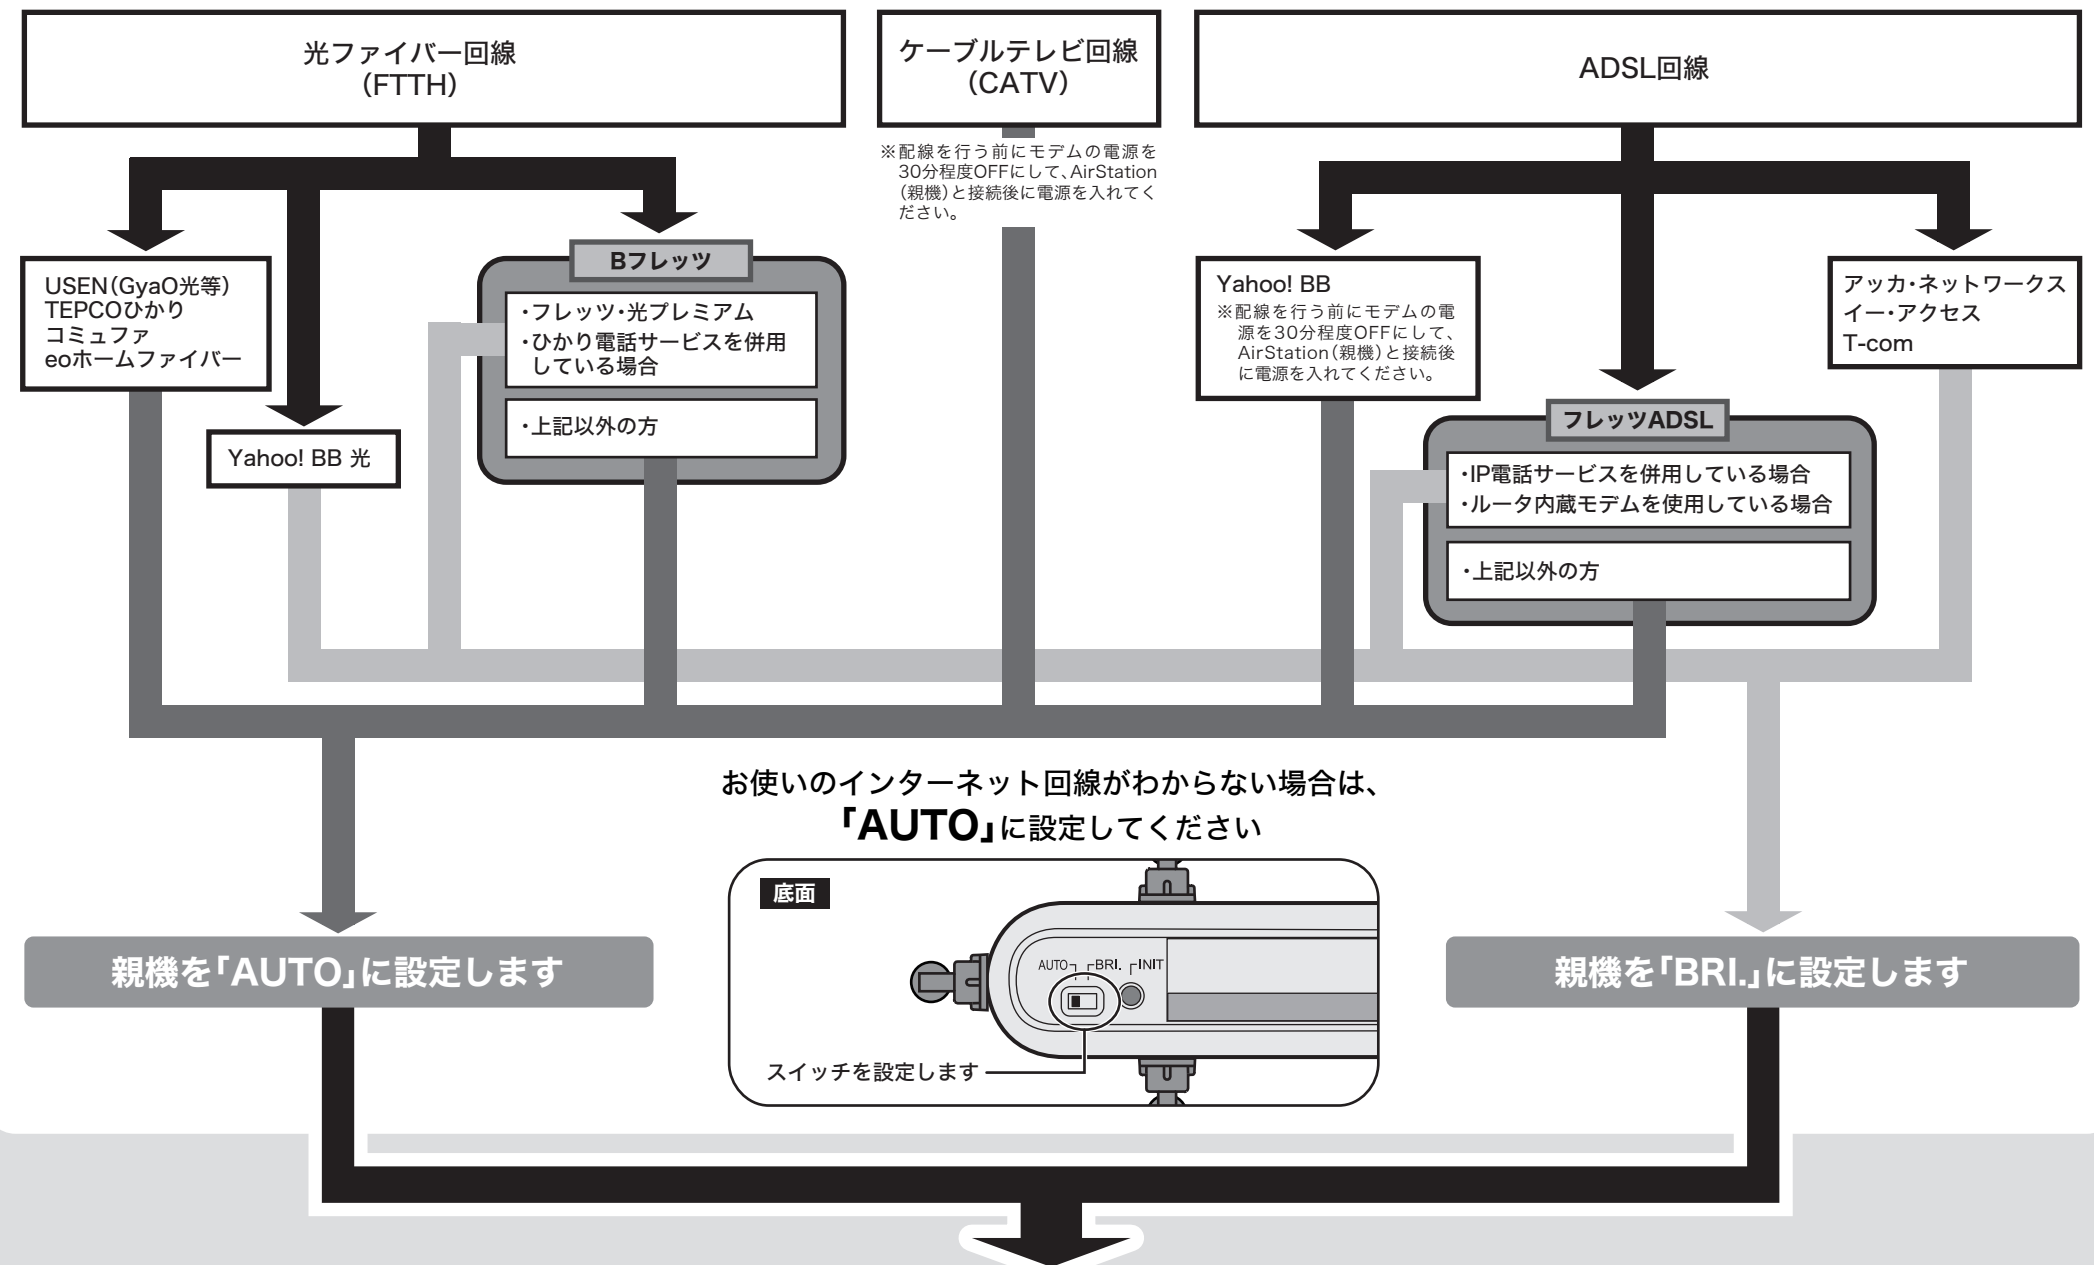 光ファイバー回線
（FTTH）
ケーブルテレビ回線
（CATV）
※配線を行う前にモデムの電源を
30分程度OFFにして、AirStation
（親機）と接続後に電源を入れてく
ださい。
ADSL回線
USEN（GyaO光等）
TEPCOひかり
コミュファ
eoホームファイバー
Yahoo! BB 光
Bフレッツ
・フレッツ・光プレミアム
・ひかり電話サービスを併用
している場合
・上記以外の方
Yahoo! BB
※配線を行う前にモデムの電
源を30分程度OFFにして、
AirStation（親機）と接続後
に電源を入れてください。
フレッツADSL
・IP電話サービスを併用している場合
・ルータ内蔵モデムを使用している場合
・上記以外の方
アッカ・ネットワークス
イー・アクセス
T-com
お使いのインターネット回線がわからない場合は、
「AUTO」に設定してください
底面
AUTO BRI. INIT
スイッチを設定します
親機を「AUTO」に設定します
親機を「BRI.」に設定します